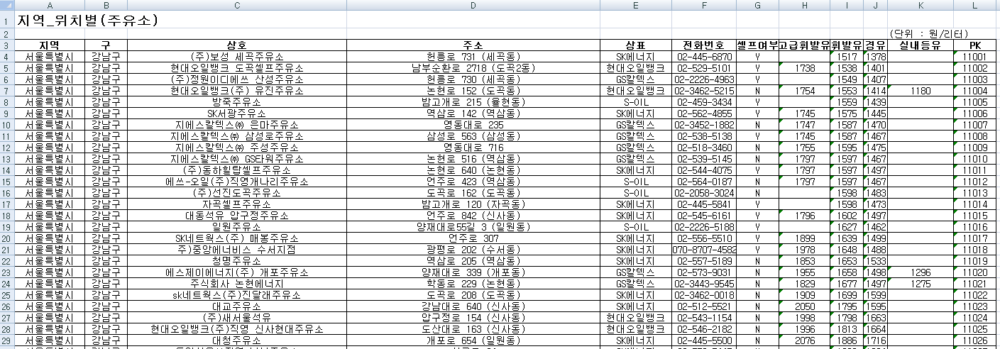 A B C D E F G H I J K L
1 지역_위치별(주유소)
2 (단위 : 원/리터)
3 지역 구 상호 주소 상표 전화번호 셀프여부 고급휘발유 휘발유 경유 실내등유 PK
4 서울특별시 강남구 (주)보성 세곡주유소 헌릉로 731 (세곡동) SK에너지 02-445-6870 Y 1517 1378 11001
5 서울특별시 강남구 현대오일뱅크 도곡셀프주유소 남부순환로 2718 (도곡2동) 현대오일뱅크 02-529-5101 Y 1738 1538 1401 11002
6 서울특별시 강남구 (주)정원이디에쓰 산성주유소 헌릉로 730 (세곡동) GS칼텍스 02-2226-4963 Y 1549 1407 11003
7 서울특별시 강남구 현대오일뱅크(주) 유진주유소 논현로 152 (도곡동) 현대오일뱅크 02-3462-5215 N 1754 1553 1414 1180 11004
8 서울특별시 강남구 방죽주유소 밤고개로 215 (율현동) S-OIL 02-459-3434 Y 1559 1439 11005
9 서울특별시 강남구 SK서광주유소 역삼로 142 (역삼동) SK에너지 02-562-4855 Y 1745 1575 1445 11006
10 서울특별시 강남구 지에스칼텍스㈜ 은마주유소 영동대로 235 GS칼텍스 02-3452-1882 N 1747 1587 1470 11007
11 서울특별시 강남구 지에스칼텍스㈜ 삼성로주유소 삼성로 563 (삼성동) GS칼텍스 02-538-5138 Y 1745 1587 1467 11008
12 서울특별시 강남구 지에스칼텍스㈜ 주성주유소 영동대로 716 GS칼텍스 02-518-3460 N 1755 1595 1475 11009
13 서울특별시 강남구 지에스칼텍스㈜ GS타워주유소 논현로 516 (역삼동) GS칼텍스 02-539-5145 N 1797 1597 1467 11010
14 서울특별시 강남구 (주)동하힐탑셀프주유소 논현로 640 (논현동) SK에너지 02-544-4075 Y 1797 1597 1497 11011
15 서울특별시 강남구 에쓰-오일(주)직영개나리주유소 언주로 423 (역삼동) S-OIL 02-564-0187 N 1797 1597 1467 11012
16 서울특별시 강남구 (주)선진도곡주유소 도곡로 162 (도곡동) S-OIL 02-2058-3024 N 1598 1483 11013
17 서울특별시 강남구 자곡셀프주유소 밤고개로 120 (자곡동) SK에너지 02-445-5841 Y 1598 1473 11014
18 서울특별시 강남구 대동석유 압구정주유소 언주로 842 (신사동) SK에너지 02-545-6161 Y 1796 1602 1497 11015
19 서울특별시 강남구 일원주유소 양재대로55길 3 (일원동) S-OIL 02-2226-5188 Y 1627 1462 11016
20 서울특별시 강남구 SK네트웍스(주) 매봉주유소 언주로 307 SK에너지 02-556-5510 Y 1899 1639 1499 11017
21 서울특별시 강남구 주)중앙에너비스 수서지점 광평로 202 (수서동) SK에너지 070-8707-4582 Y 1978 1648 1488 11018
22 서울특별시 강남구 청명주유소 역삼로 205 (역삼동) SK에너지 02-557-5189 N 1853 1653 1533 11019
23 서울특별시 강남구 에스제이에너지(주) 개포주유소 양재대로 339 (개포동) GS칼텍스 02-573-9031 N 1955 1658 1498 1296 11020
24 서울특별시 강남구 주식회사 논현에너지 학동로 229 (논현동) GS칼텍스 02-3443-9545 N 1829 1677 1497 1275 11021
25 서울특별시 강남구 sk네트웍스(주)진달래주유소 도곡로 208 (도곡동) SK에너지 02-3462-0018 N 1909 1699 1599 11022
26 서울특별시 강남구 대교주유소 강남대로 640 (신사동) SK에너지 02-512-5521 N 2050 1795 1595 11023
27 서울특별시 강남구 (주)새서울석유 압구정로 154 (신사동) 현대오일뱅크 02-543-1154 N 1998 1798 1663 11024
28 서울특별시 강남구 현대오일뱅크(주)직영 신사현대주유소 도산대로 163 (신사동) 현대오일뱅크 02-546-2182 N 1996 1813 1664 11025
29 서울특별시 강남구 대청주유소 개포로 654 (일원동) SK에너지 02-445-5500 N 2076 1886 1716 11026